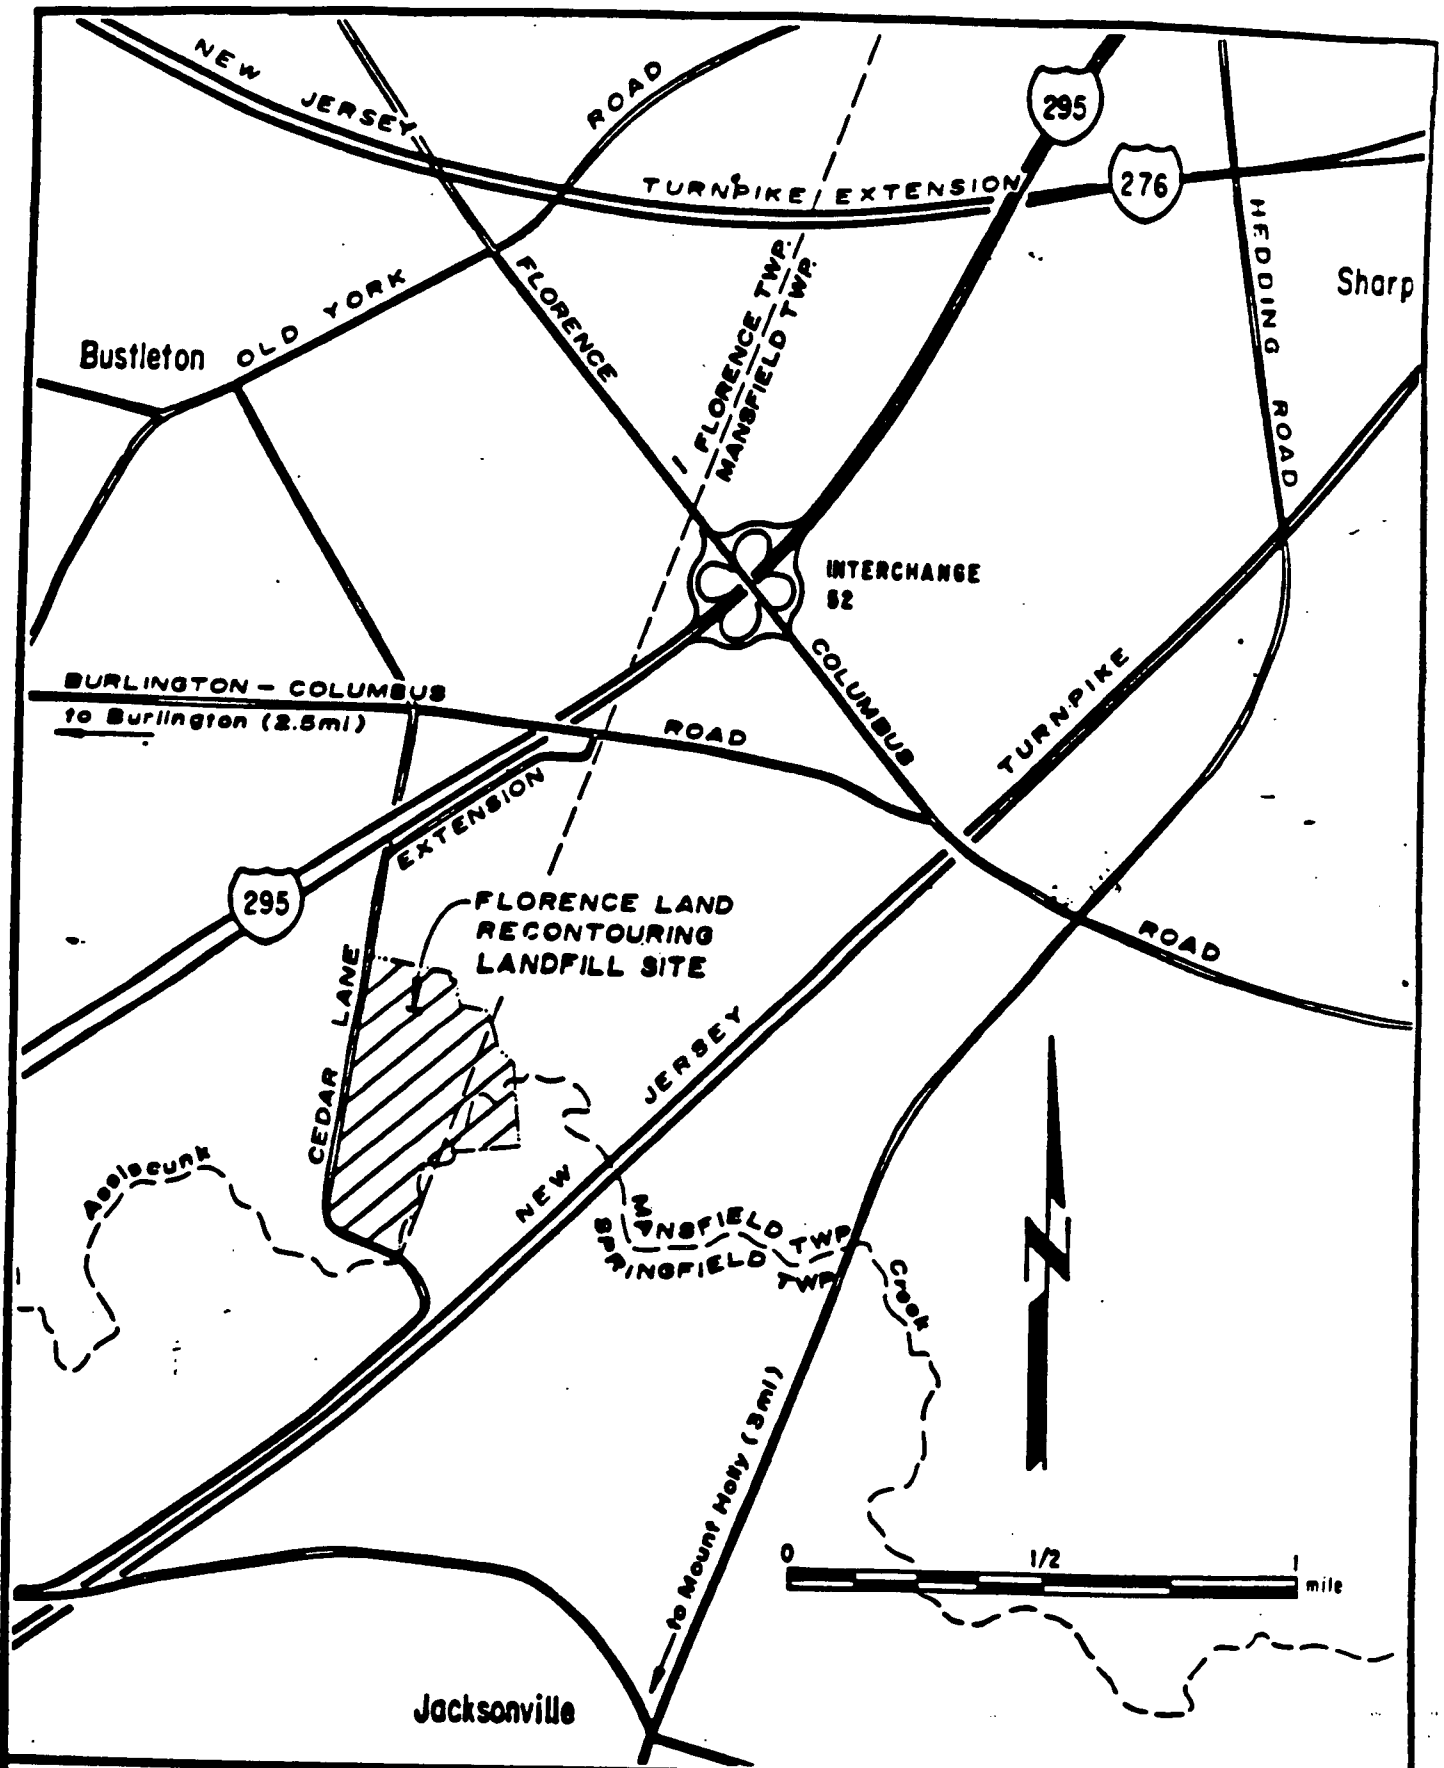 NEW JERSEY TURNPIKE EXTENSION
ROAD
295
276
HEDDING ROAD
Sharp
FLORENCE
FLORENCE TWP.
MANSFIELD TWP.
OLD YORK
Bustleton
INTERCHANGE
52
COLUMBUS
TURNPIKE
BURLINGTON - COLUMBUS
to Burlington (2.5mi)
ROAD
EXTENSION
295
FLORENCE LAND
RECONTOURING
LANDFILL SITE
ROAD
CEDAR LANE
NEW JERSEY
Assiscunk
MANSFIELD TWP
SPRINGFIELD TWP.
Creek
to Mount Holly (3mi)
N
0 1/2 1
mile
Jacksonville